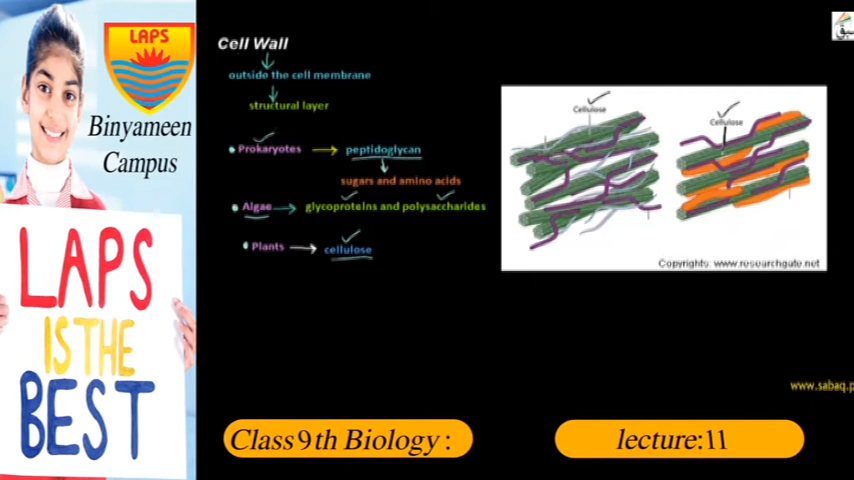 LAPS
Binyameen
Campus
LAPS
IS THE
BEST
Cell Wall
outside the cell membrane
structural layer
Prokaryotes → peptidoglycan
sugars and amino acids
Algae → glycoproteins and polysaccharides
Plants → cellulose
Cellulose
Cellulose
Copyrights: www.researchgate.net
سبق
www.sabaq.p
Class 9th Biology :
lecture:11